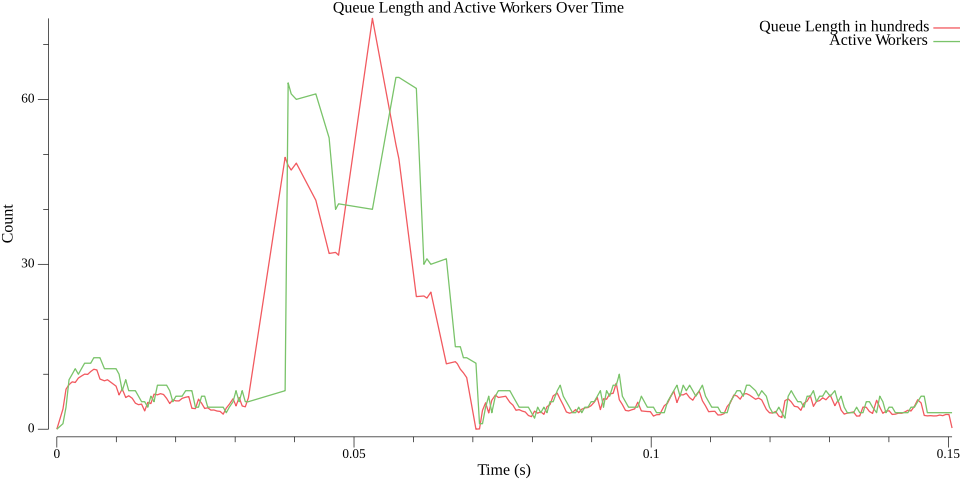 Queue Length and Active Workers Over Time
Queue Length in hundreds
Active Workers
Count
60
30
0
0
0.05
0.1
0.15
Time (s)